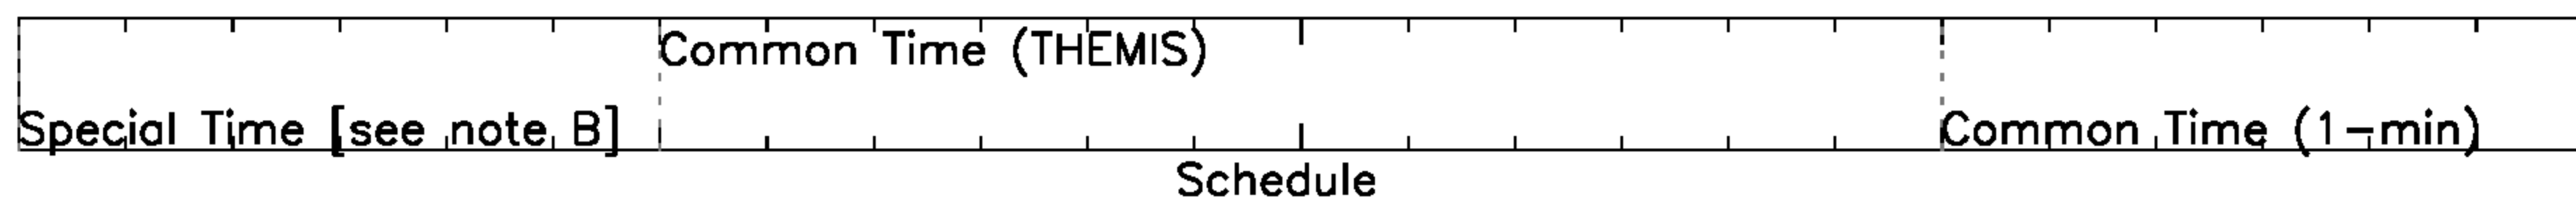 Common Time (THEMIS)
Special Time [see note B]
Common Time (1-min)
Schedule